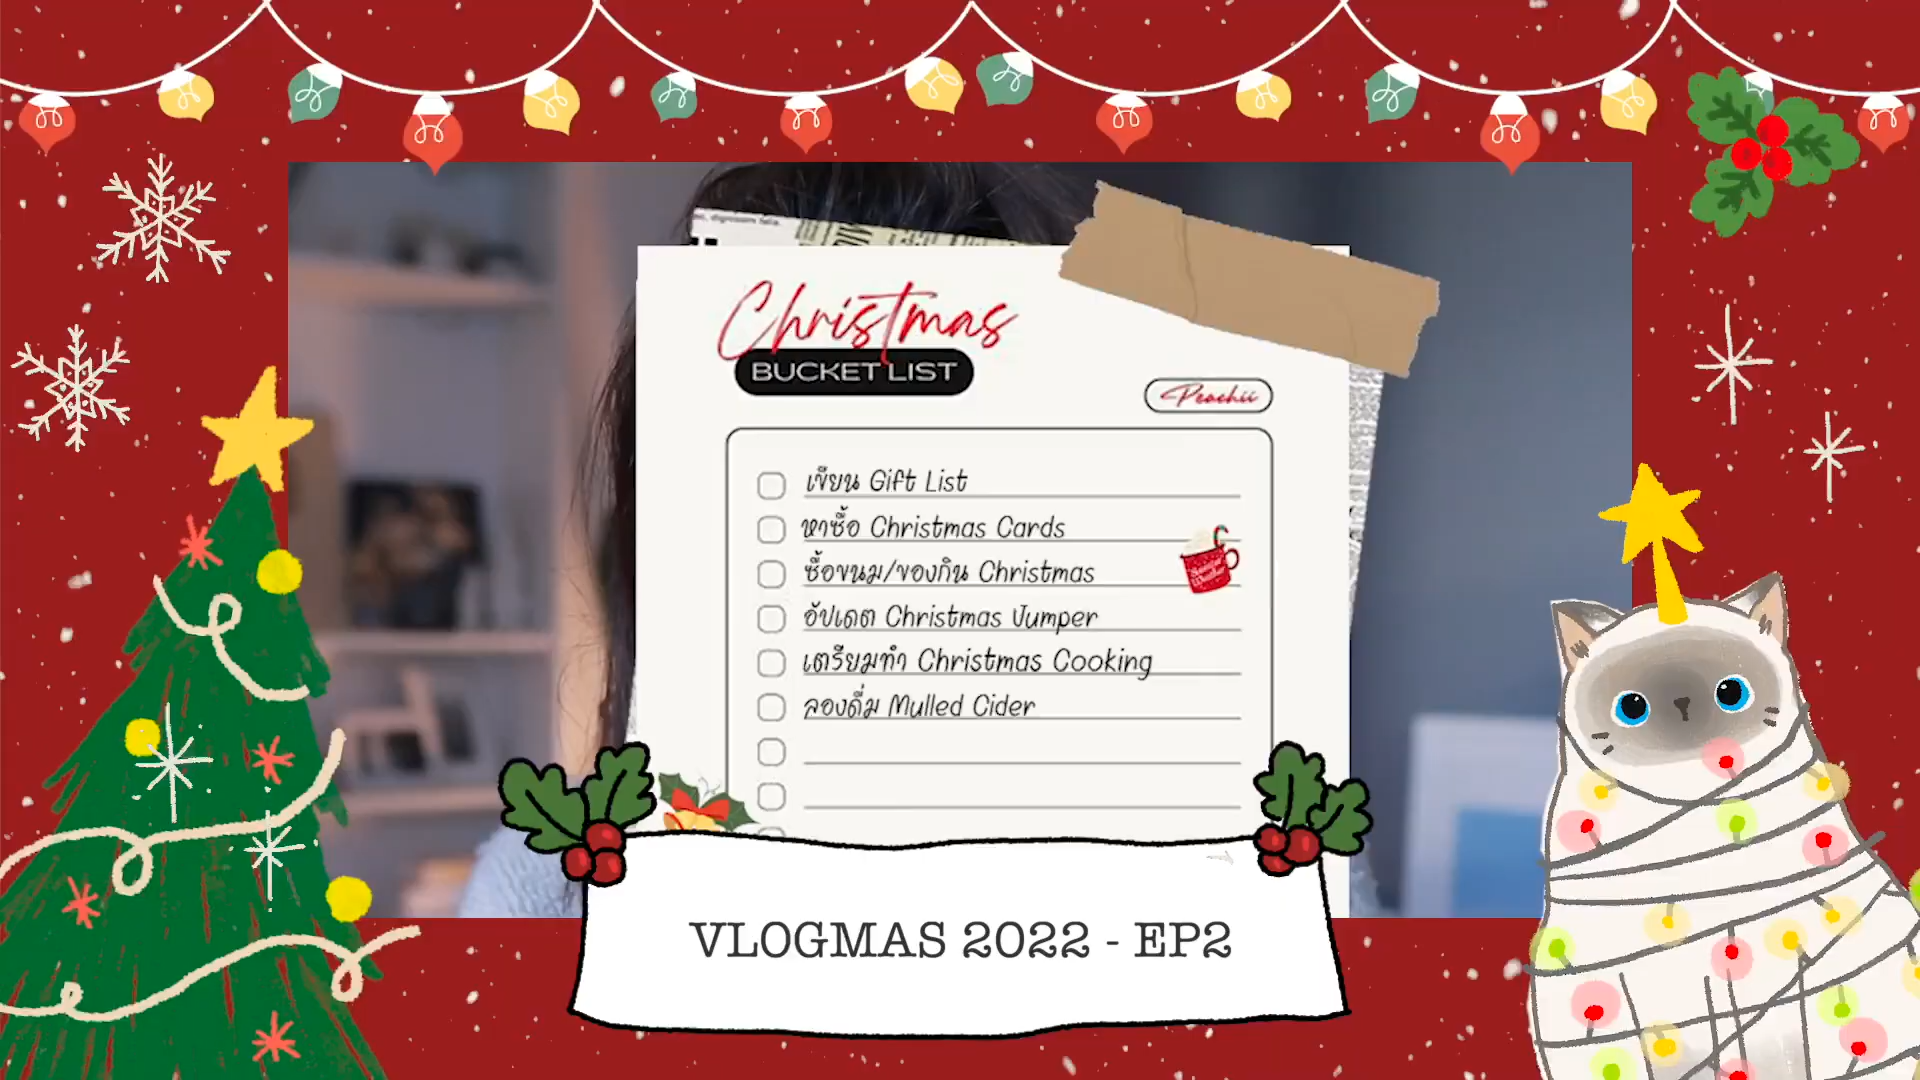 Christmas
BUCKET LIST
Peachii
เขียน Gift List
หาซื้อ Christmas Cards
ซื้อขนม/ของกิน Christmas
อัปเดต Christmas Jumper
เตรียมทำ Christmas Cooking
ลองดื่ม Mulled Cider
VLOGMAS 2022 - EP2